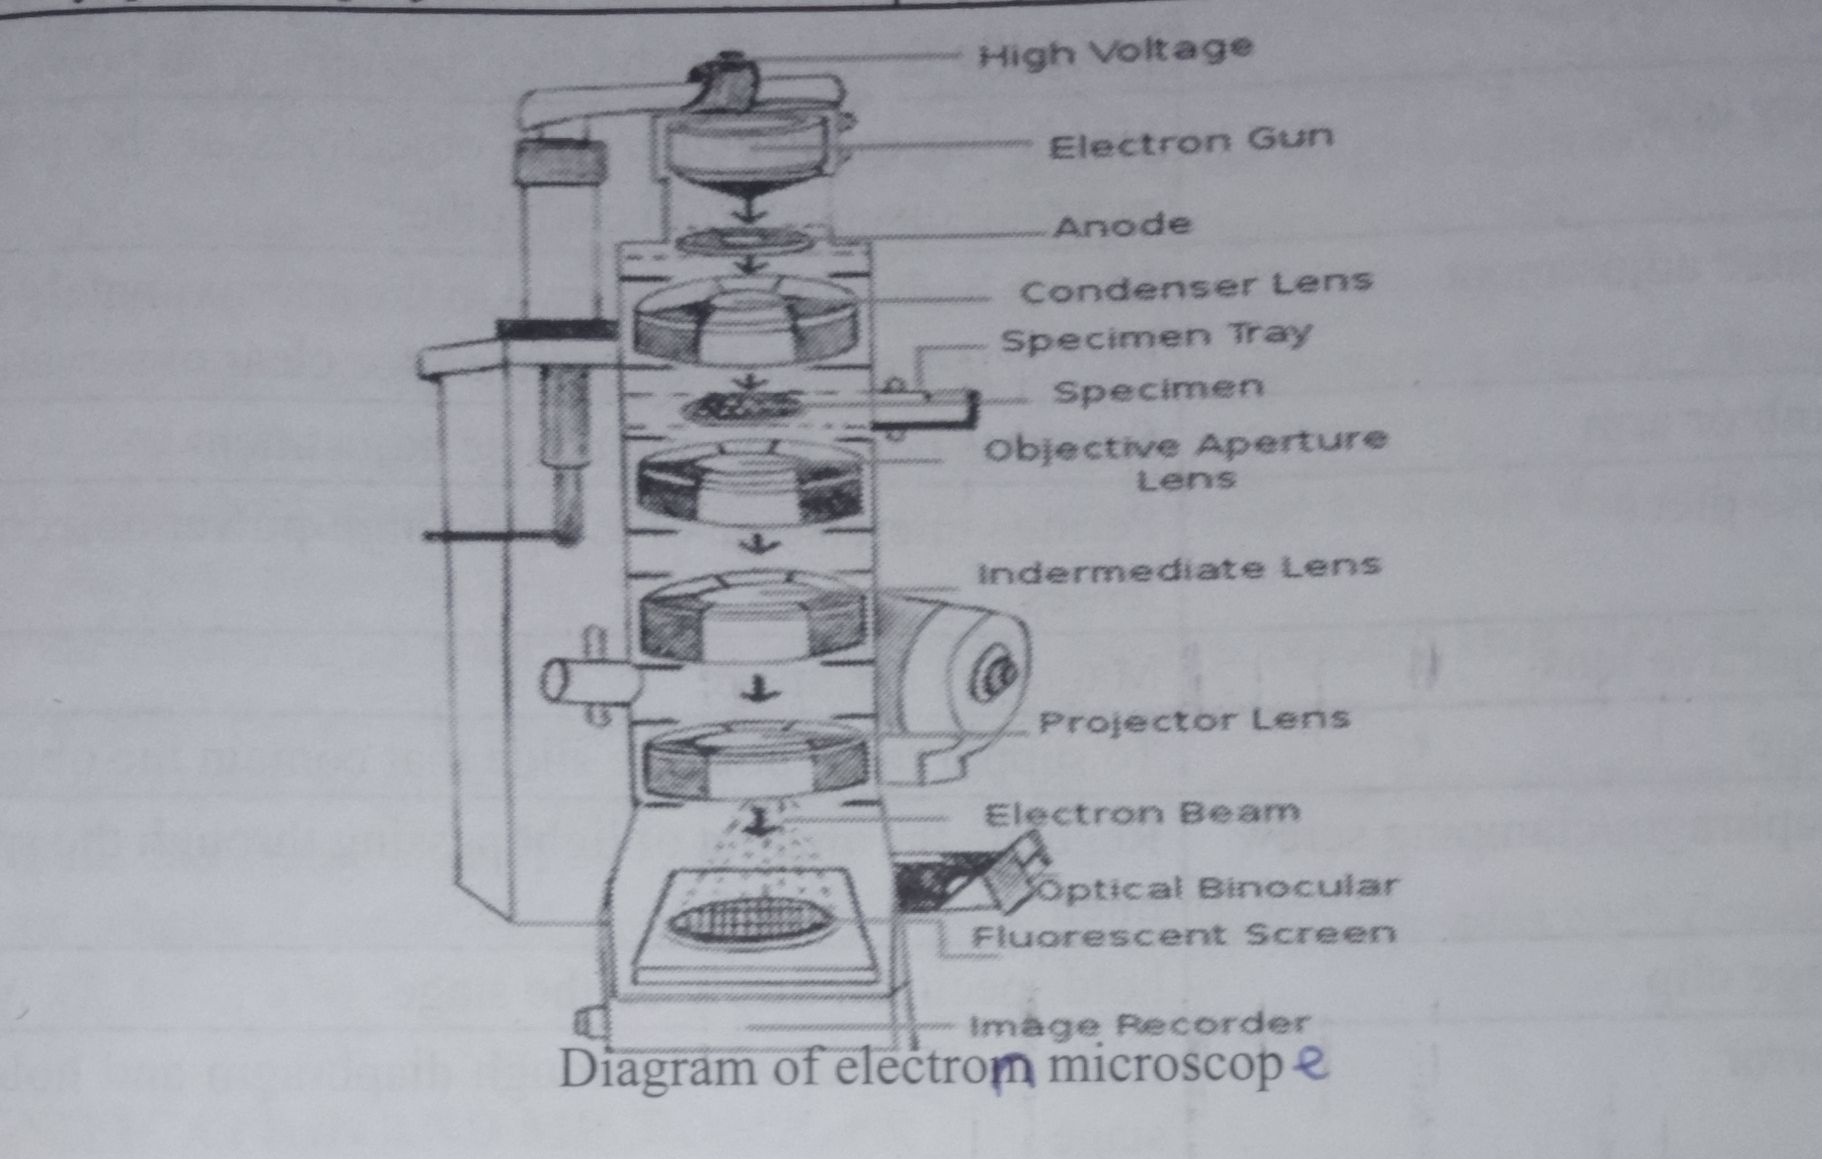 High Voltage
Electron Gun
Anode
Condenser Lens
Specimen Tray
Specimen
Objective Aperture
Lens
Indermediate Lens
Projector Lens
Electron Beam
Optical Binocular
Fluorescent Screen
Image Recorder
Diagram of electron microscope